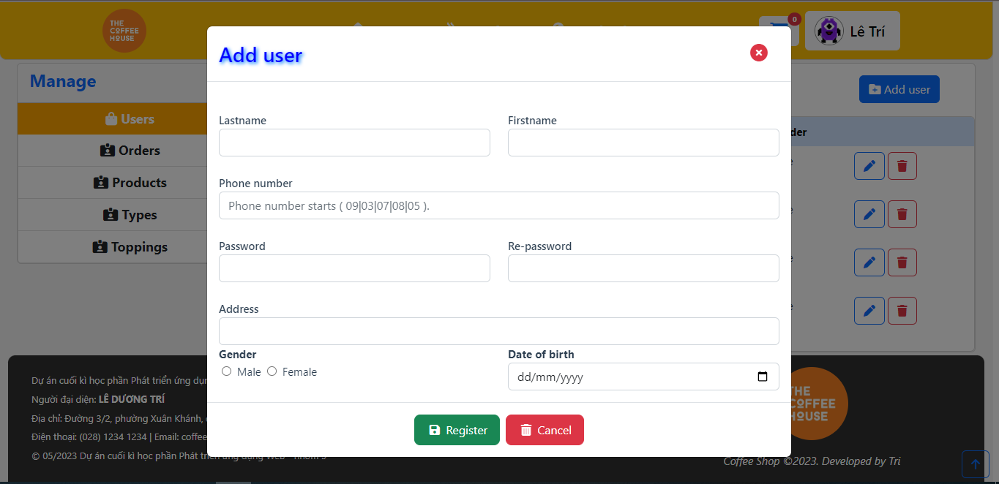 THE
COFFEE
HOUSE
0
Lê Trí
Add user
Manage
Add user
Users
der
Orders
Products
Types
Toppings
Lastname
Firstname
Phone number
Phone number starts ( 09|03|07|08|05 ).
Password
Re-password
Address
Gender
Male
Female
Date of birth
dd/mm/yyyy
Register
Cancel
Dự án cuối kì học phần Phát triển ứng dụn
Người đại diện: LÊ DƯƠNG TRÍ
Địa chỉ: Đường 3/2, phường Xuân Khánh,
Điện thoại: (028) 1234 1234 | Email: coffee
© 05/2023 Dự án cuối kì học phần Phát triển ứng dụng Web - nhóm 5
THE
COFFEE
HOUSE
Coffee Shop ©2023. Developed by Tri